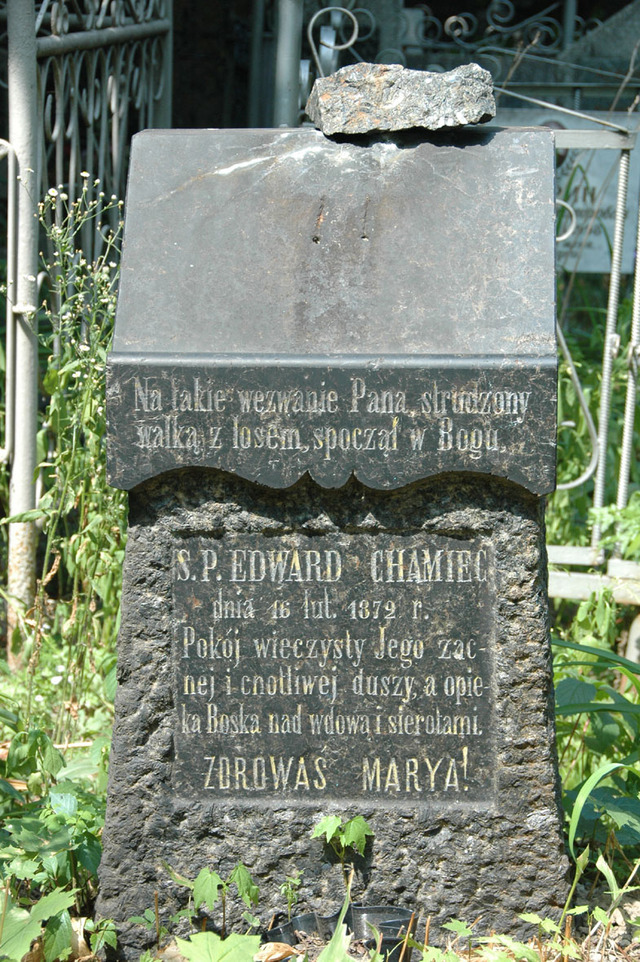 Na takie wezwanie Pana, strudzony
walką z losem, spoczął w Bogu,
Ś.P. EDWARD CHAMIEC
dnia 16 lut. 1872 r.
Pokój wieczysty Jego zac-
nej i cnotliwej duszy, a opie-
ka Boska nad wdową i sierotami.
ZDROWAŚ MARYA!